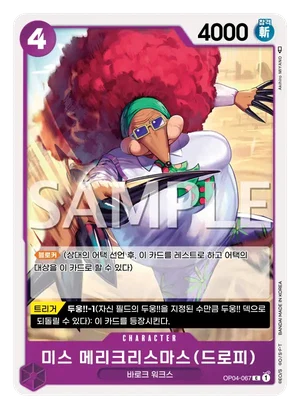 4
4000
참격
斬
SAMPLE
블로커 (상대의 어택 선언 후, 이 카드를 레스트로 하고 어택의
대상을 이 카드로 할 수 있다)
트리거 두웅!!-1(자신 필드의 두웅!!을 지정된 수만큼 두웅!! 덱으로
되돌릴 수 있다): 이 카드를 등장시킨다.
CHARACTER
미스 메리크리스마스(드로피)
바로크 워크스
OP04-067
1
BANDAI MADE IN KOREA